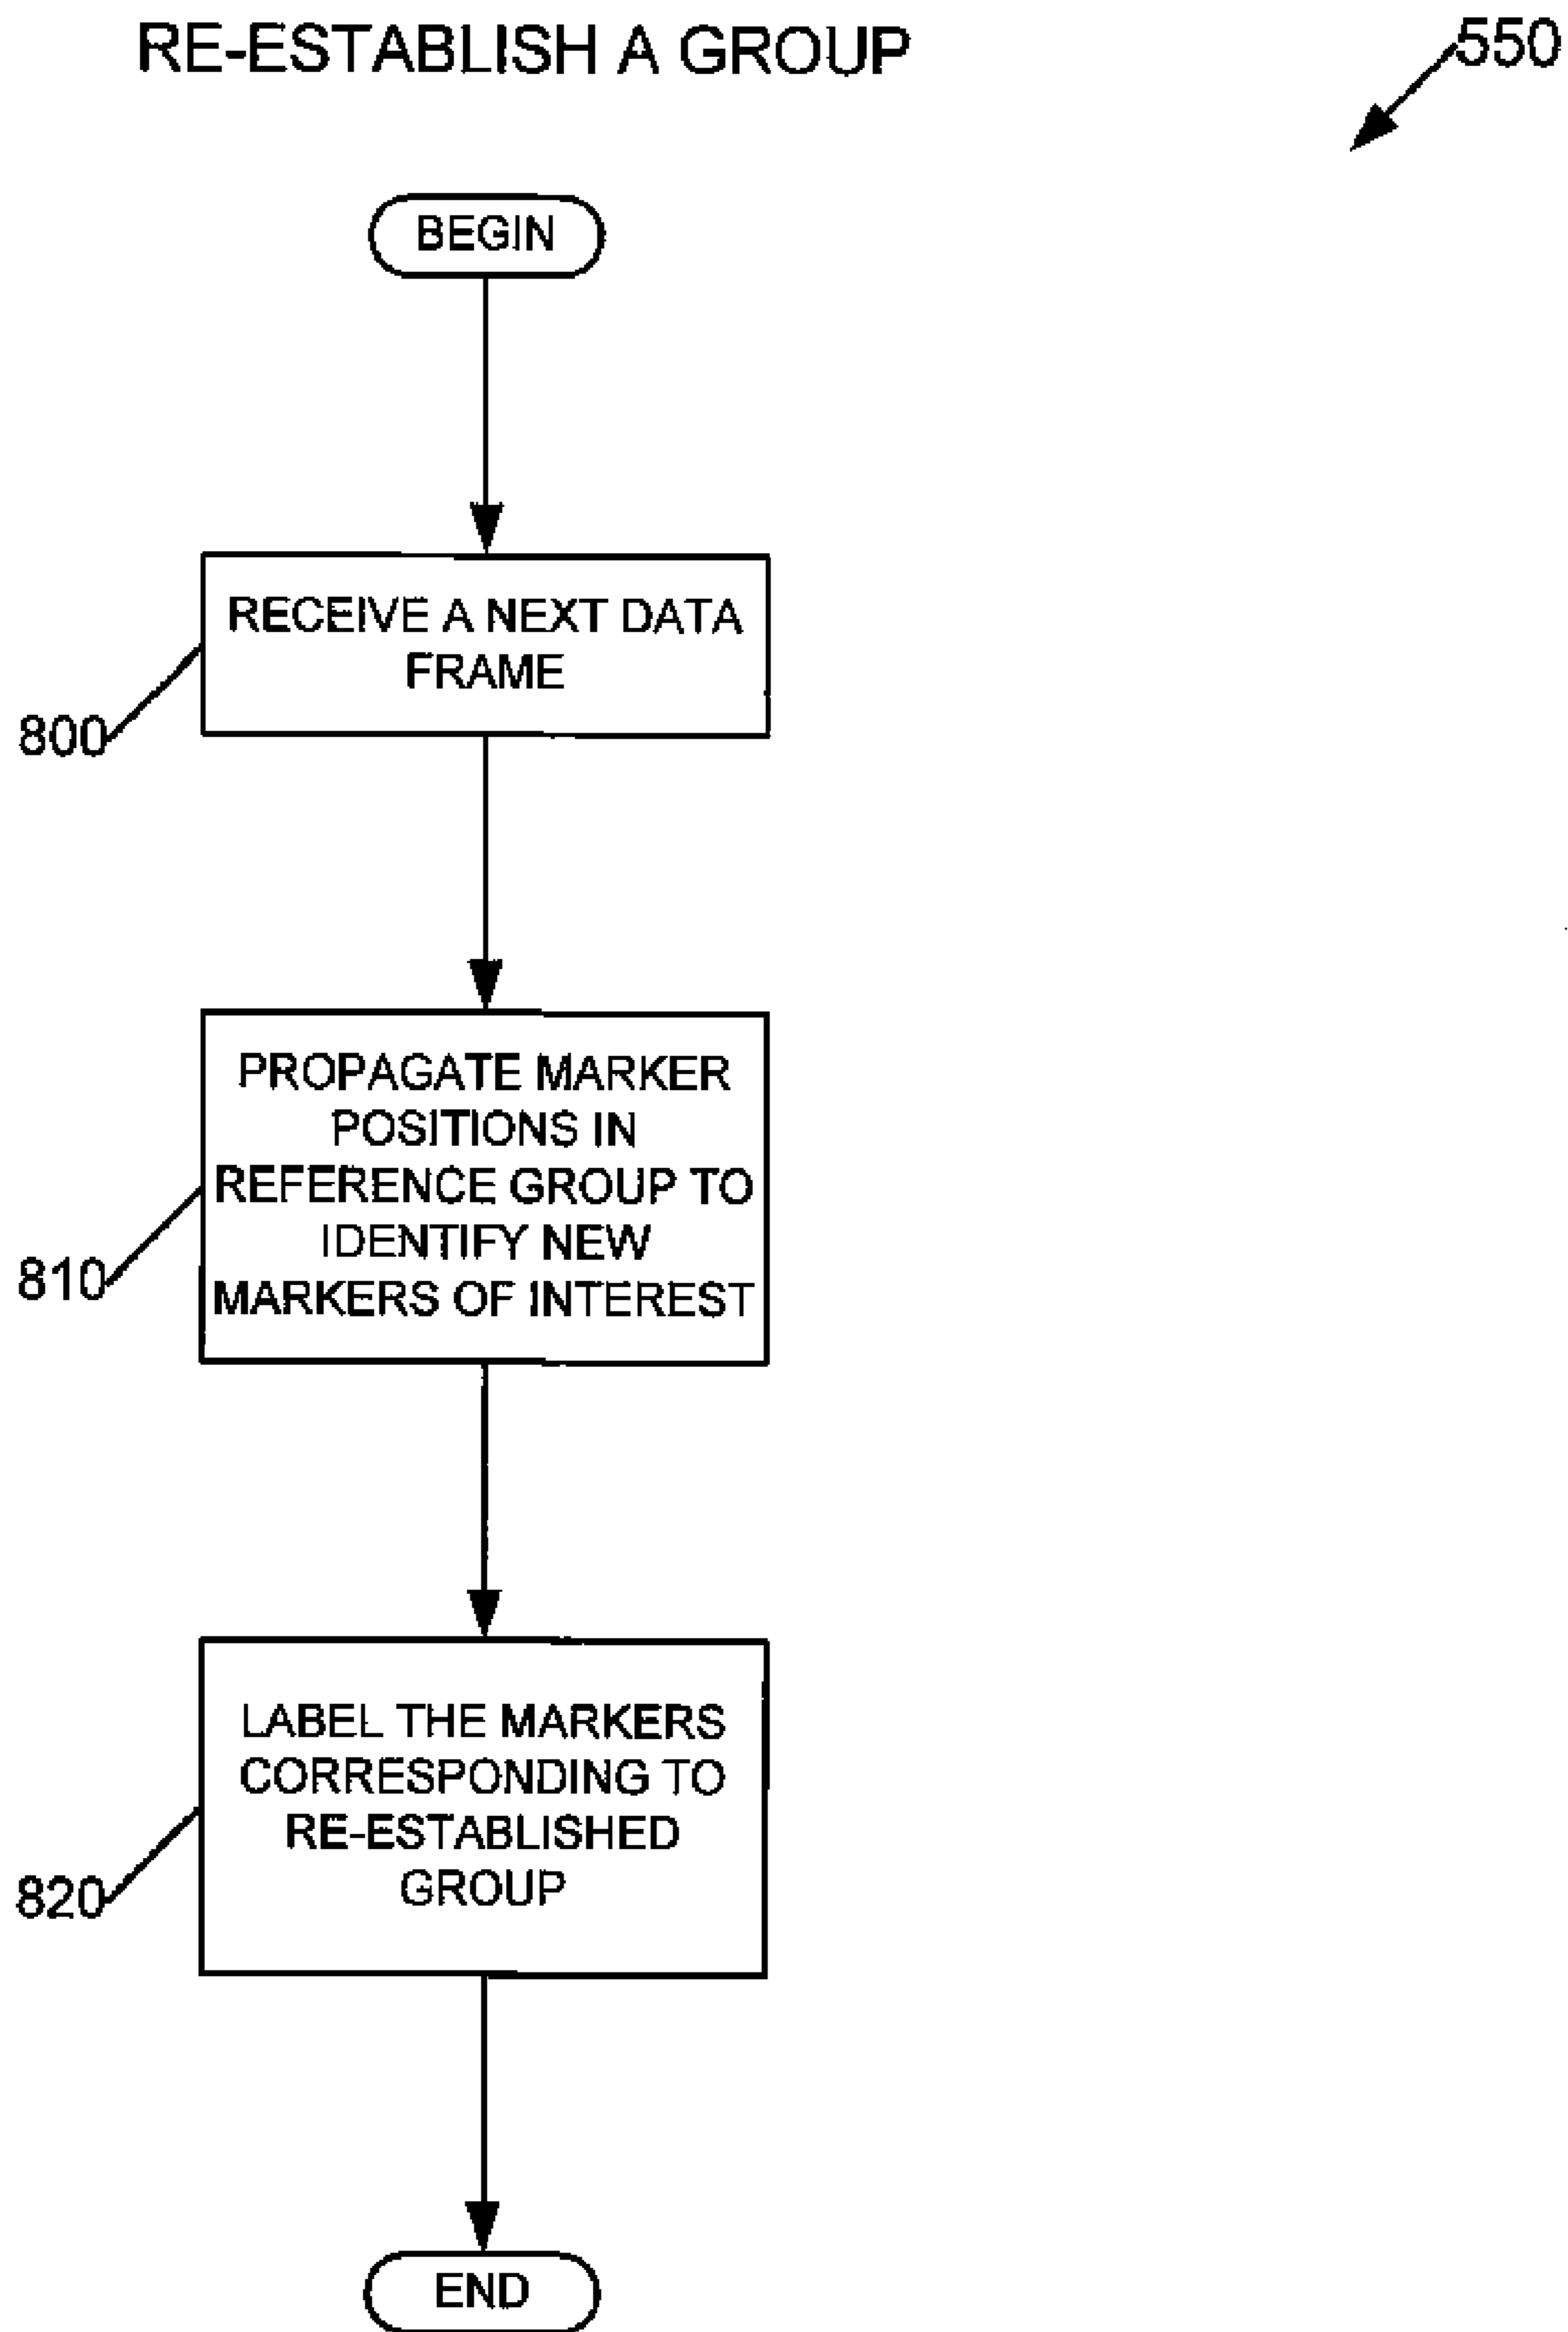 RE-ESTABLISH A GROUP
550
BEGIN
RECEIVE A NEXT DATA
FRAME
800
PROPAGATE MARKER
POSITIONS IN
REFERENCE GROUP TO
IDENTIFY NEW
MARKERS OF INTEREST
810
LABEL THE MARKERS
CORRESPONDING TO
RE-ESTABLISHED
GROUP
820
END